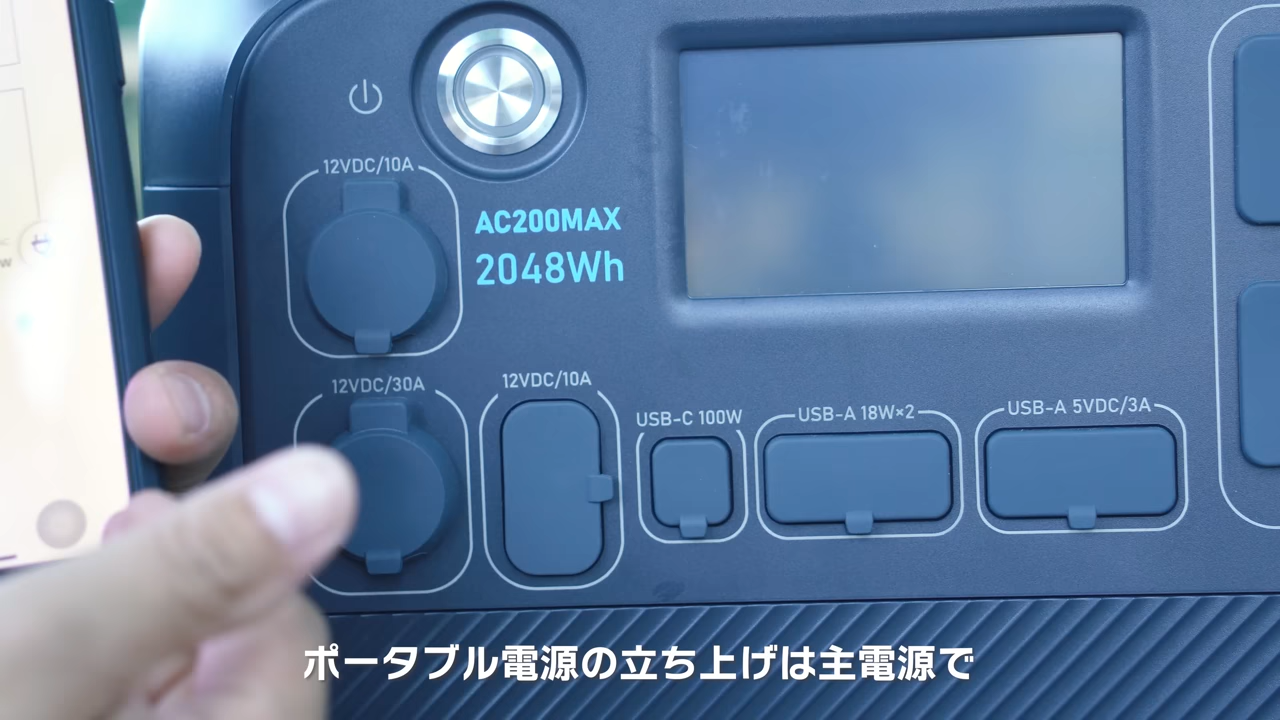 12VDC/10A
AC200MAX
2048Wh
12VDC/30A
12VDC/10A
USB-C 100W
USB-A 18W×2
USB-A 5VDC/3A
ポータブル電源の立ち上げは主電源で